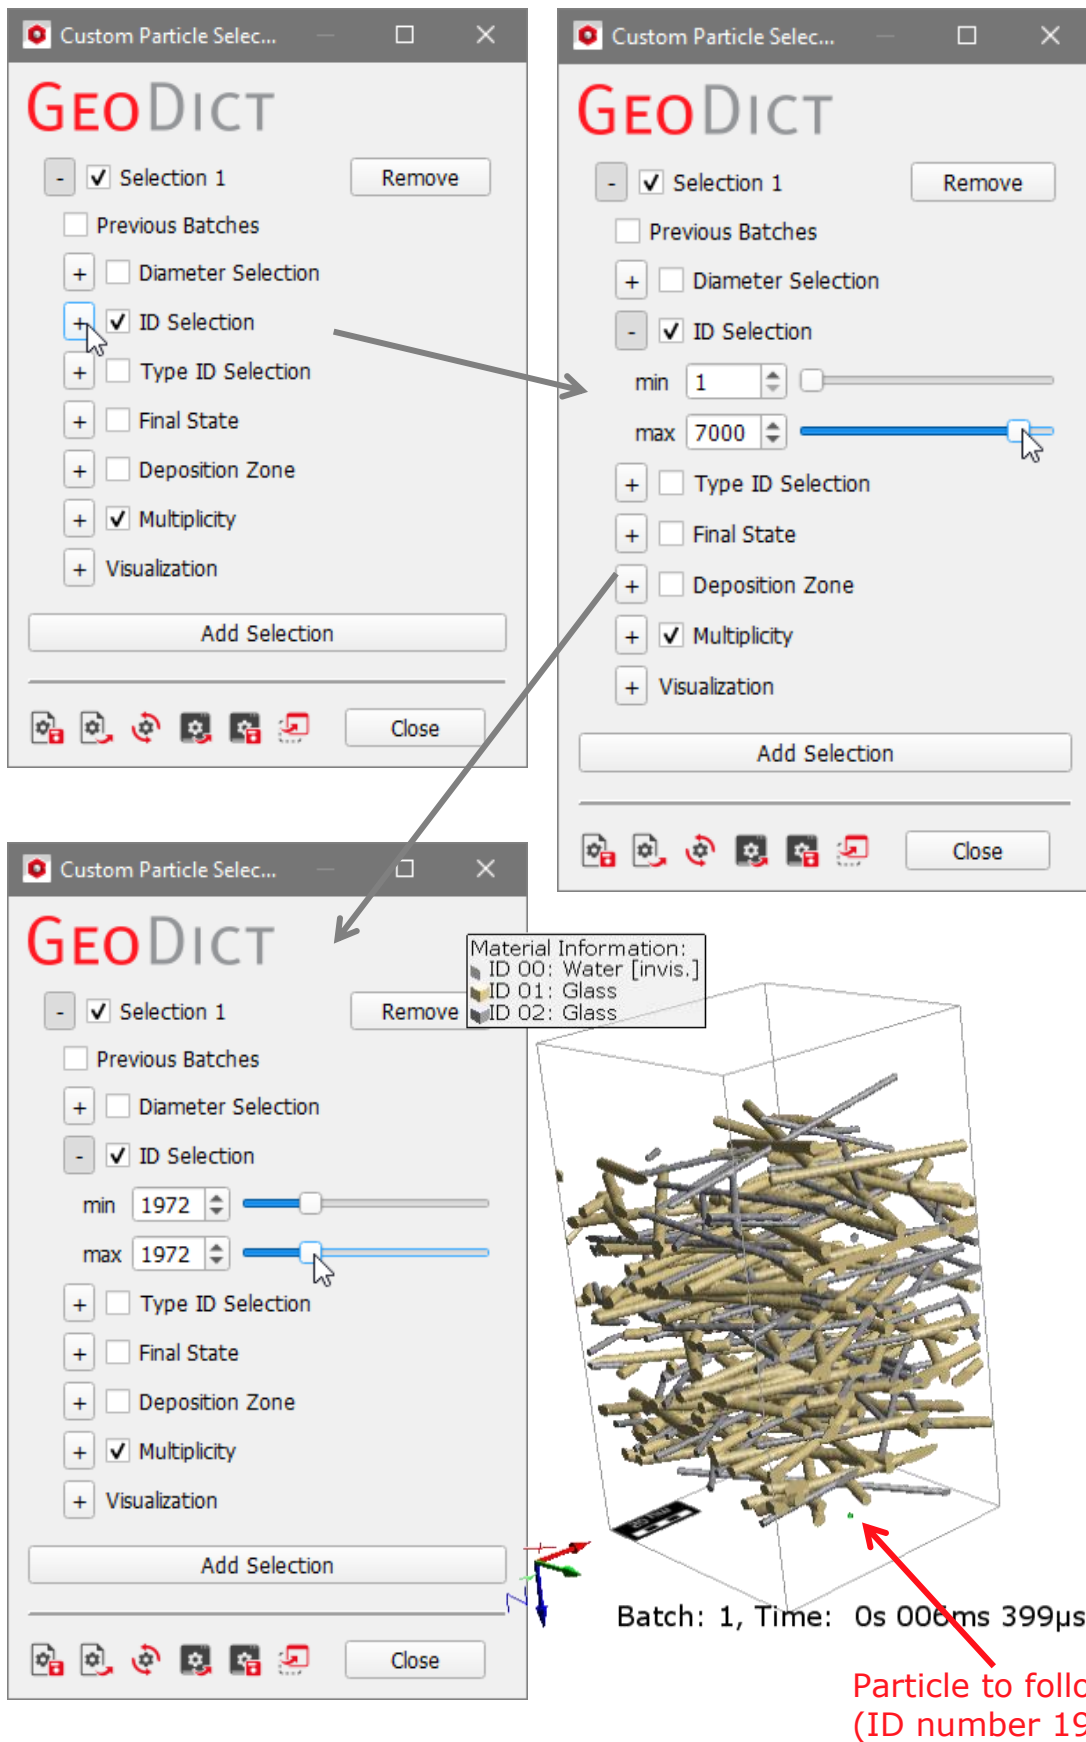 Custom Particle Selec...
GEODICT
- Selection 1 Remove
Previous Batches
+ Diameter Selection
+ ID Selection
+ Type ID Selection
+ Final State
+ Deposition Zone
+ Multiplicity
+ Visualization
Add Selection
Close
Custom Particle Selec...
GEODICT
- Selection 1 Remove
Previous Batches
+ Diameter Selection
- ID Selection
min 1
max 7000
+ Type ID Selection
+ Final State
+ Deposition Zone
+ Multiplicity
+ Visualization
Add Selection
Close
Custom Particle Selec...
GEODICT
- Selection 1 Remove
Previous Batches
+ Diameter Selection
- ID Selection
min 1972
max 1972
+ Type ID Selection
+ Final State
+ Deposition Zone
+ Multiplicity
+ Visualization
Add Selection
Close
Material Information:
ID 00: Water [invis.]
ID 01: Glass
ID 02: Glass
Z
Batch: 1, Time: 0s 006ms 399µs
Particle to follo
(ID number 19